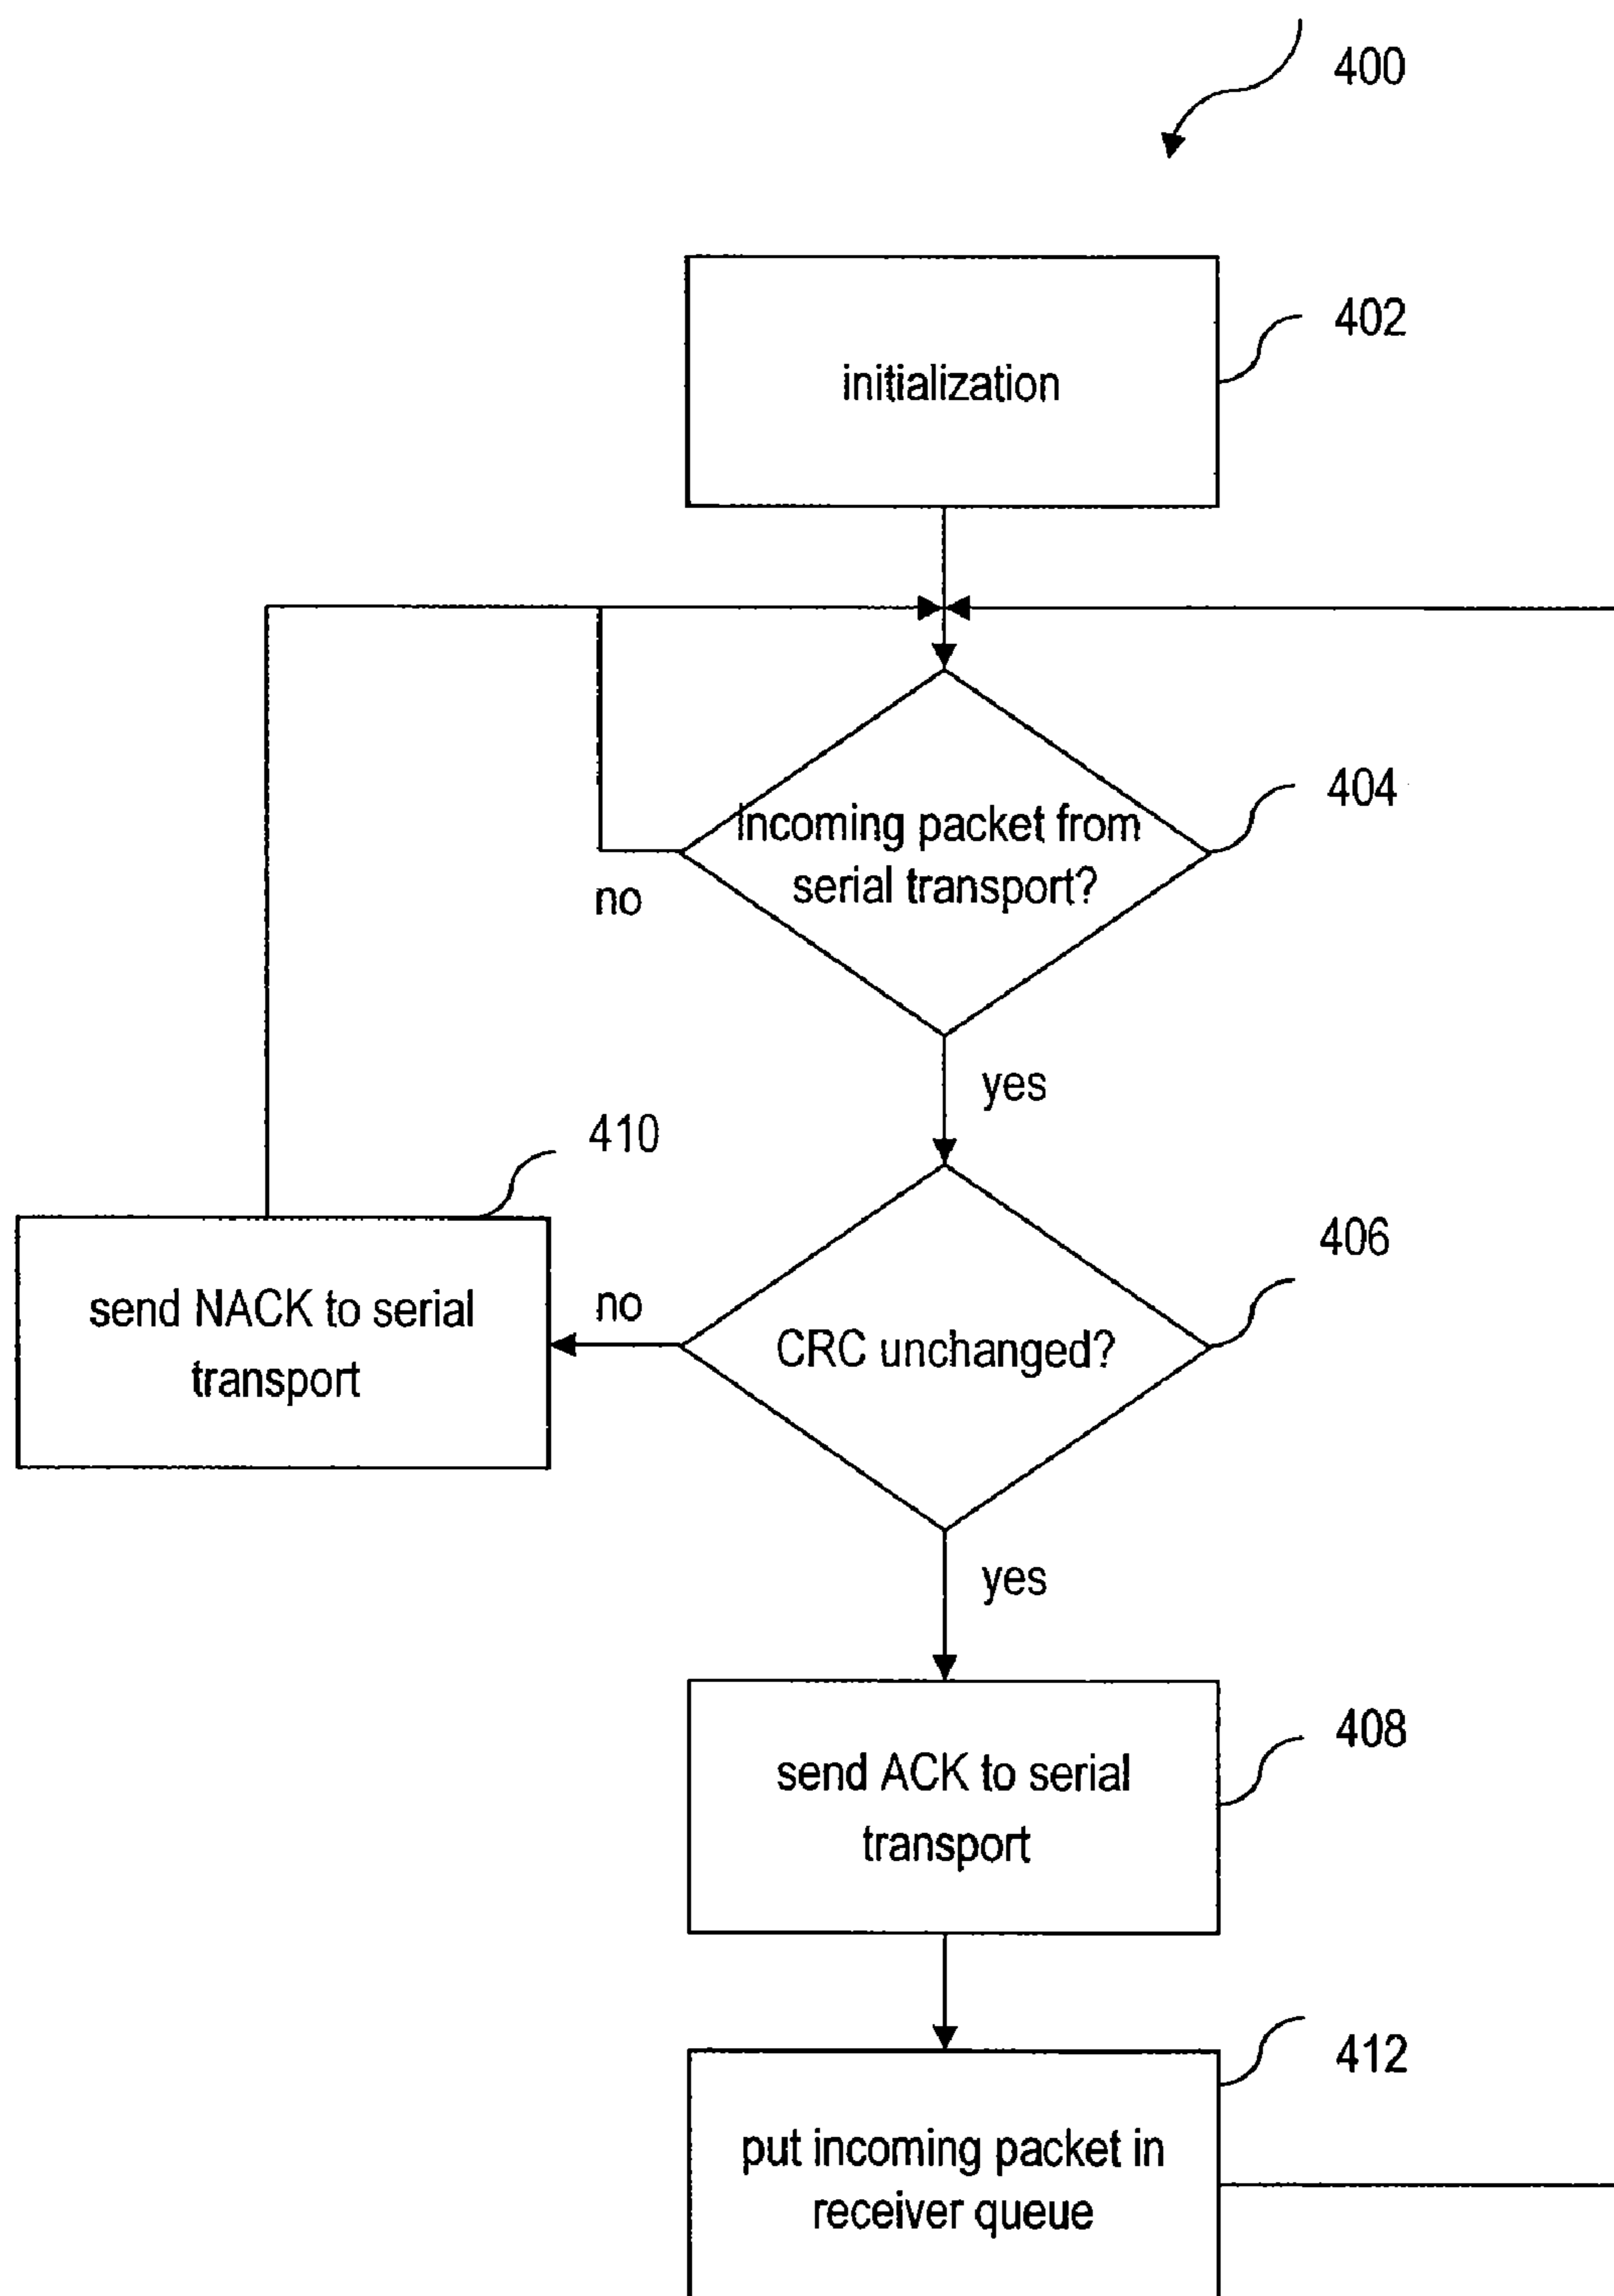 400
402
initialization
404
Incoming packet from
serial transport?
no
yes
410
406
send NACK to serial
transport
no
CRC unchanged?
yes
408
send ACK to serial
transport
412
put incoming packet in
receiver queue